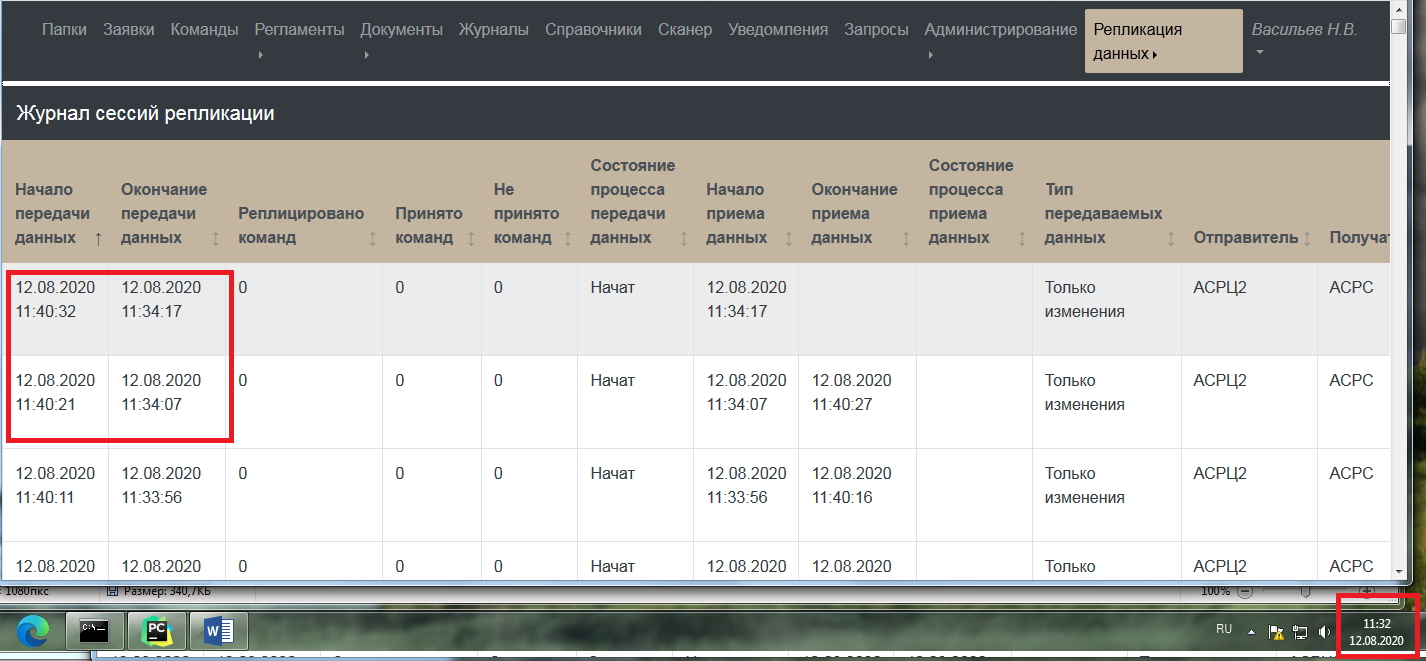 Папки Заявки Команды Регламенты Документы Журналы Справочники Сканер Уведомления Запросы Администрирование Репликация данных Васильев Н.В.
Журнал сессий репликации
Начало передачи данных Окончание передачи данных Реплицировано команд Принято команд Не принято команд Состояние процесса передачи данных Начало приема данных Окончание приема данных Состояние процесса приема данных Тип передаваемых данных Отправитель Получат
12.08.2020 11:40:32 12.08.2020 11:34:17 0 0 0 Начат 12.08.2020 11:34:17 Только изменения АСРЦ2 АСРС
12.08.2020 11:40:21 12.08.2020 11:34:07 0 0 0 Начат 12.08.2020 11:34:07 12.08.2020 11:40:27 Только изменения АСРЦ2 АСРС
12.08.2020 11:40:11 12.08.2020 11:33:56 0 0 0 Начат 12.08.2020 11:33:56 12.08.2020 11:40:16 Только изменения АСРЦ2 АСРС
12.08.2020 12.08.2020 0 0 0 Начат 12.08.2020 12.08.2020 Только АСРЦ2 АСРС
1080пкс Размер: 340,7КБ 100%
C:\ PC W RU 11:32
12.08.2020